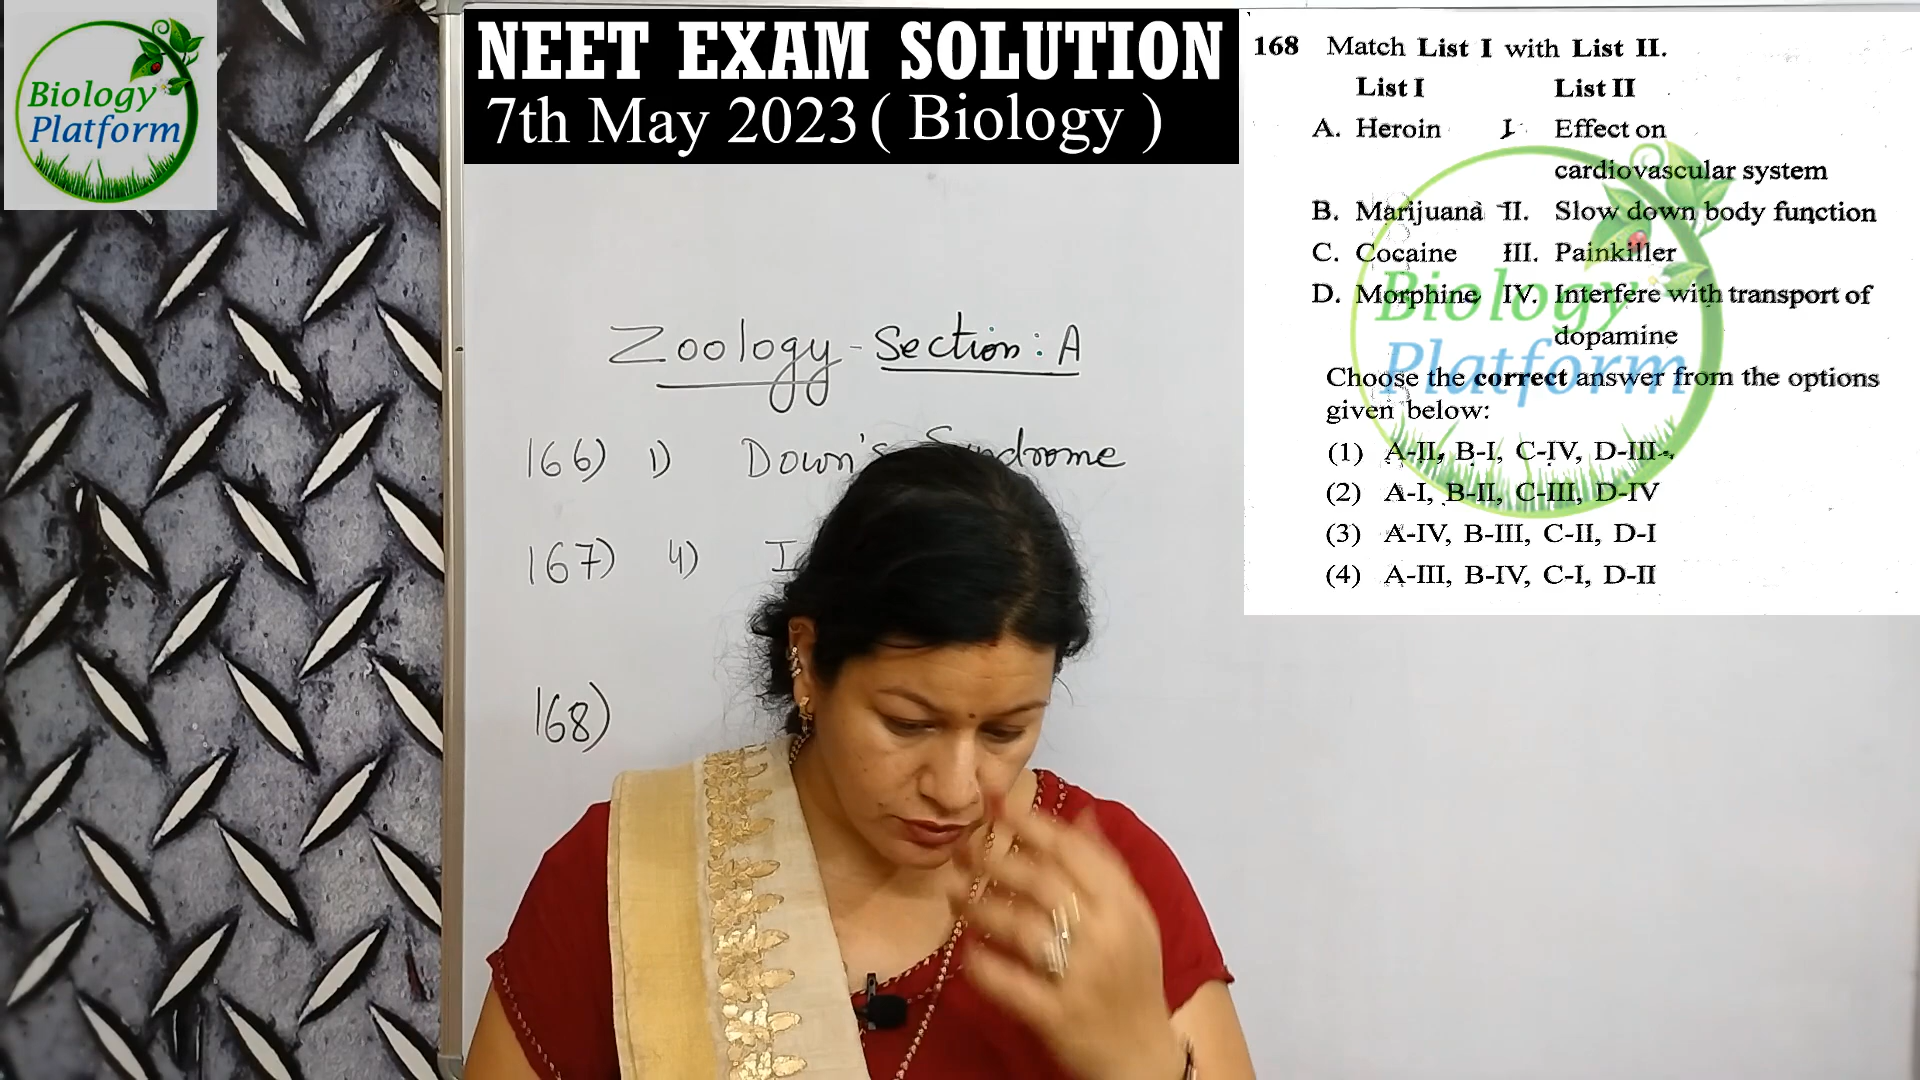 Biology
Platform
NEET EXAM SOLUTION
7th May 2023 ( Biology )
Zoology - Section : A
166) 1) Down's Syndrome
167) 4)
168)
168 Match List I with List II.
List I List II
A. Heroin I Effect on
cardiovascular system
B. Marijuana II. Slow down body function
C. Cocaine III. Painkiller
D. Morphine IV. Interfere with transport of
dopamine
Choose the correct answer from the options
given below:
(1) A-II, B-I, C-IV, D-III
(2) A-I, B-II, C-III, D-IV
(3) A-IV, B-III, C-II, D-I
(4) A-III, B-IV, C-I, D-II
Biology
Platform